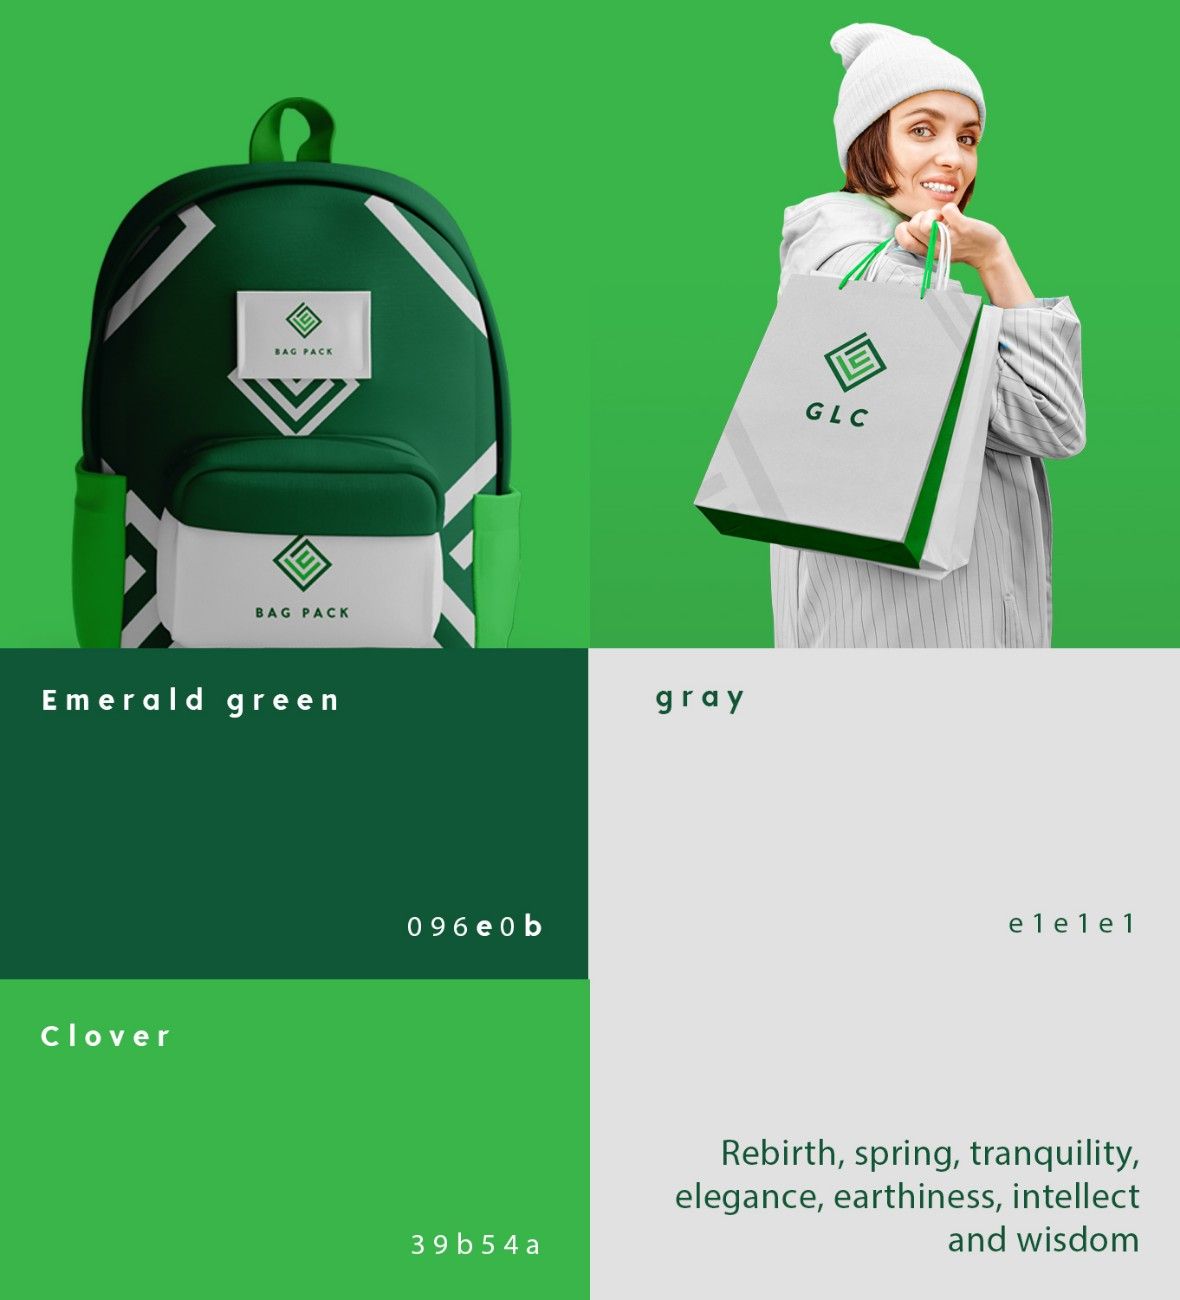 BAG PACK
BAG PACK
GLC
Emerald green
096e0b
gray
e1e1e1
Clover
39b54a
Rebirth, spring, tranquility,
elegance, earthiness, intellect
and wisdom